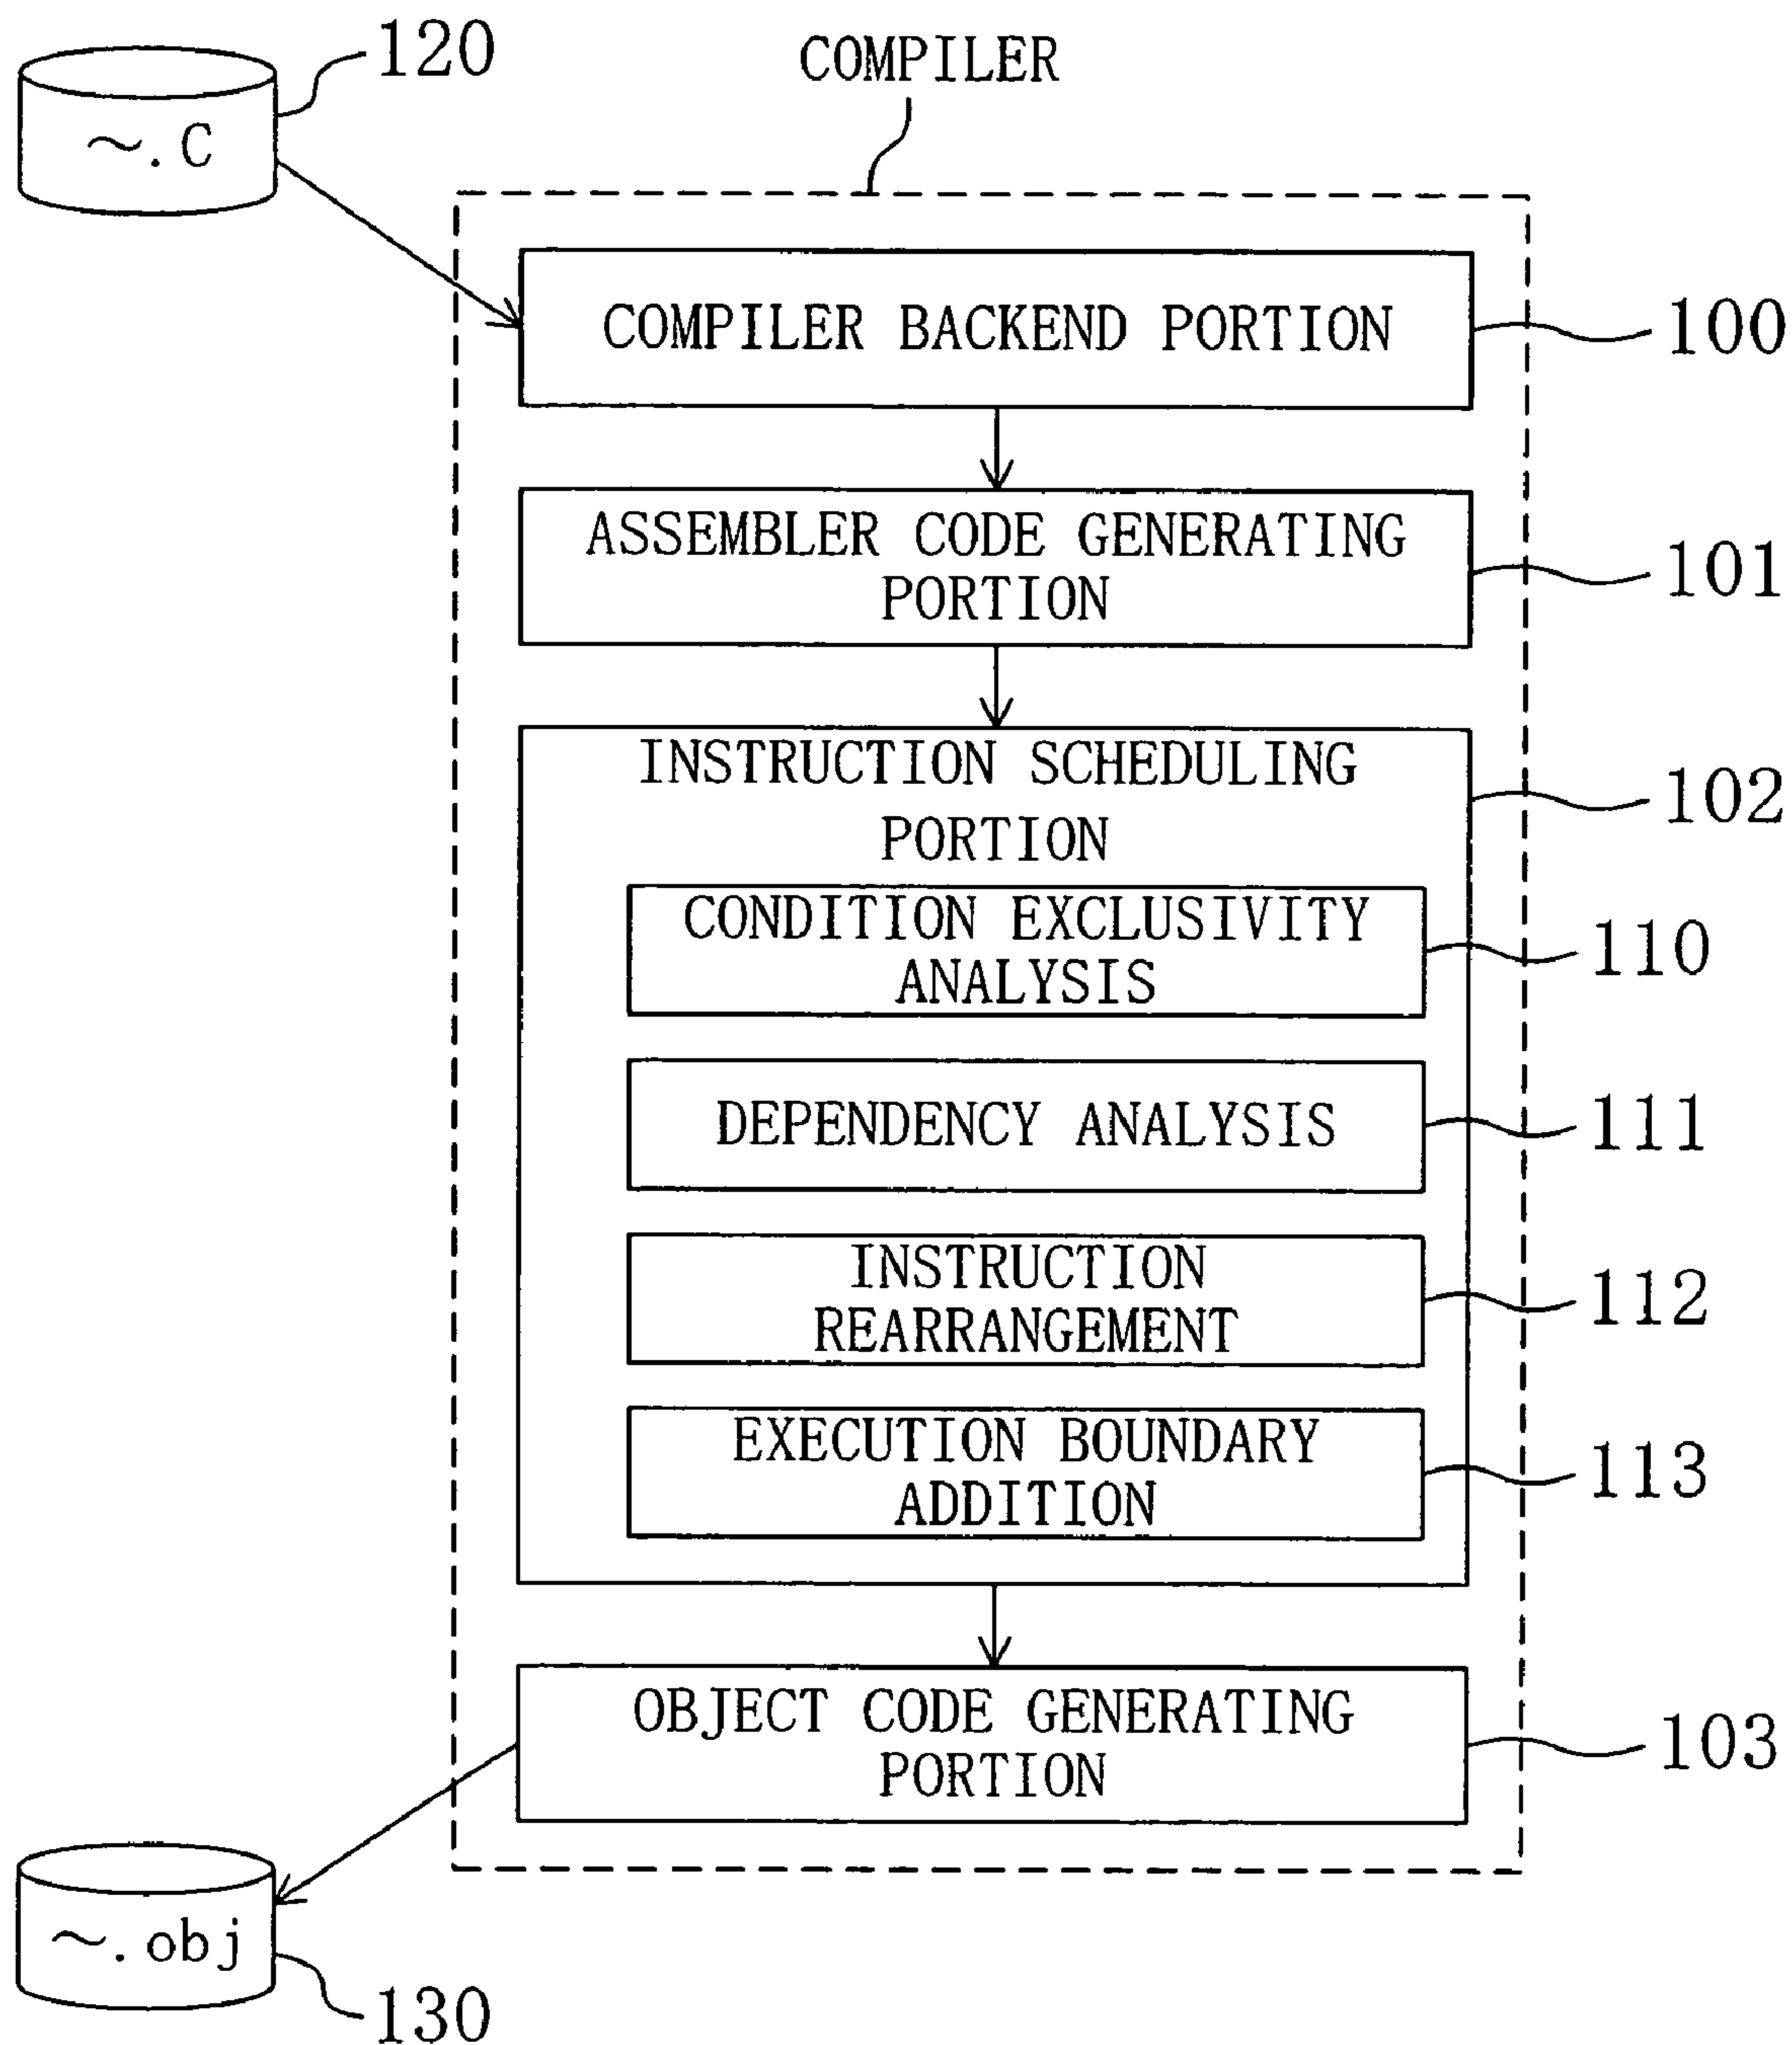 120
COMPILER
~.C
COMPILER BACKEND PORTION
100
ASSEMBLER CODE GENERATING
PORTION
101
INSTRUCTION SCHEDULING
PORTION
102
CONDITION EXCLUSIVITY
ANALYSIS
110
DEPENDENCY ANALYSIS
111
INSTRUCTION
REARRANGEMENT
112
EXECUTION BOUNDARY
ADDITION
113
OBJECT CODE GENERATING
PORTION
103
~.obj
130